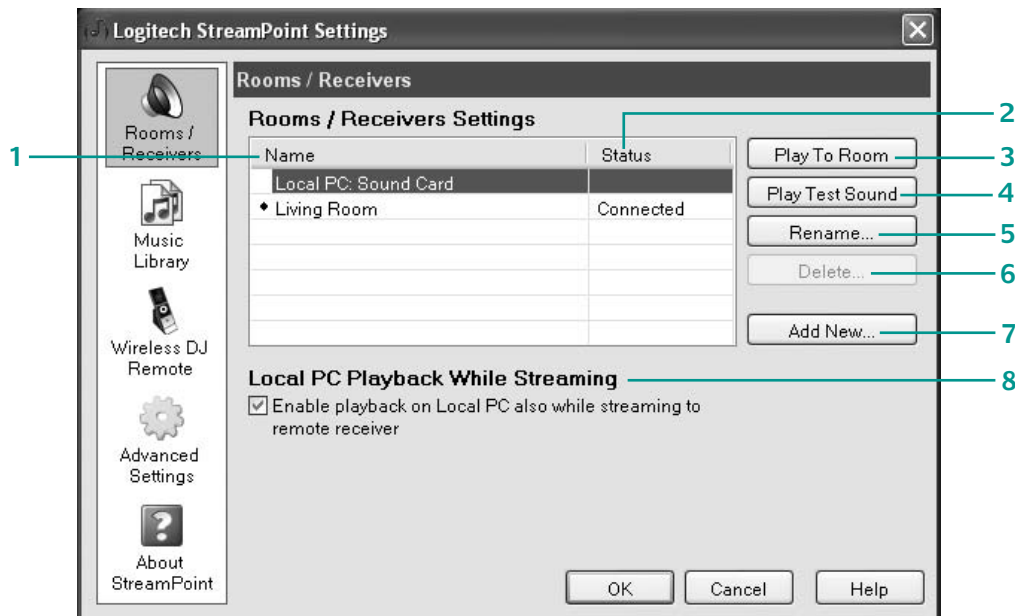 Logitech StreamPoint Settings
Rooms / Receivers
Rooms /
Receivers
Music
Library
Wireless DJ
Remote
Advanced
Settings
About
StreamPoint
Rooms / Receivers Settings
1
Name Status
2
Local PC: Sound Card
Living Room Connected
Play To Room
3
Play Test Sound
4
Rename...
5
Delete...
6
Add New...
7
Local PC Playback While Streaming
8
Enable playback on Local PC also while streaming to
remote receiver
OK Cancel Help